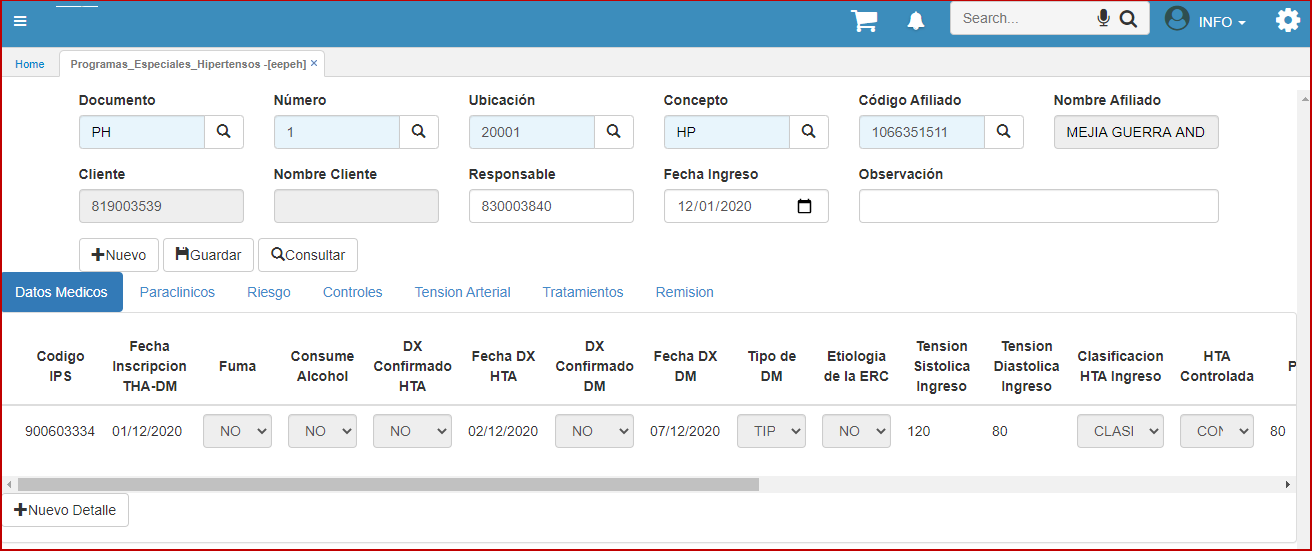 Search...
INFO
Home
Programas_Especiales_Hipertensos -[eepeh] ×
Documento Número Ubicación Concepto Código Afiliado Nombre Afiliado
PH 1 20001 HP 1066351511 MEJIA GUERRA AND
Cliente Nombre Cliente Responsable Fecha Ingreso Observación
819003539 830003840 12/01/2020
Nuevo Guardar Consultar
Datos Medicos Paraclinicos Riesgo Controles Tension Arterial Tratamientos Remision
Codigo IPS
Fecha Inscripcion THA-DM
Fuma
Consume Alcohol
DX Confirmado HTA
Fecha DX HTA
DX Confirmado DM
Fecha DX DM
Tipo de DM
Etiologia de la ERC
Tension Sistolica Ingreso
Tension Diastolica Ingreso
Clasificacion HTA Ingreso
HTA Controlada
P
900603334 01/12/2020 NO NO NO 02/12/2020 NO 07/12/2020 TIP NO 120 80 CLASI CON 80
Nuevo Detalle